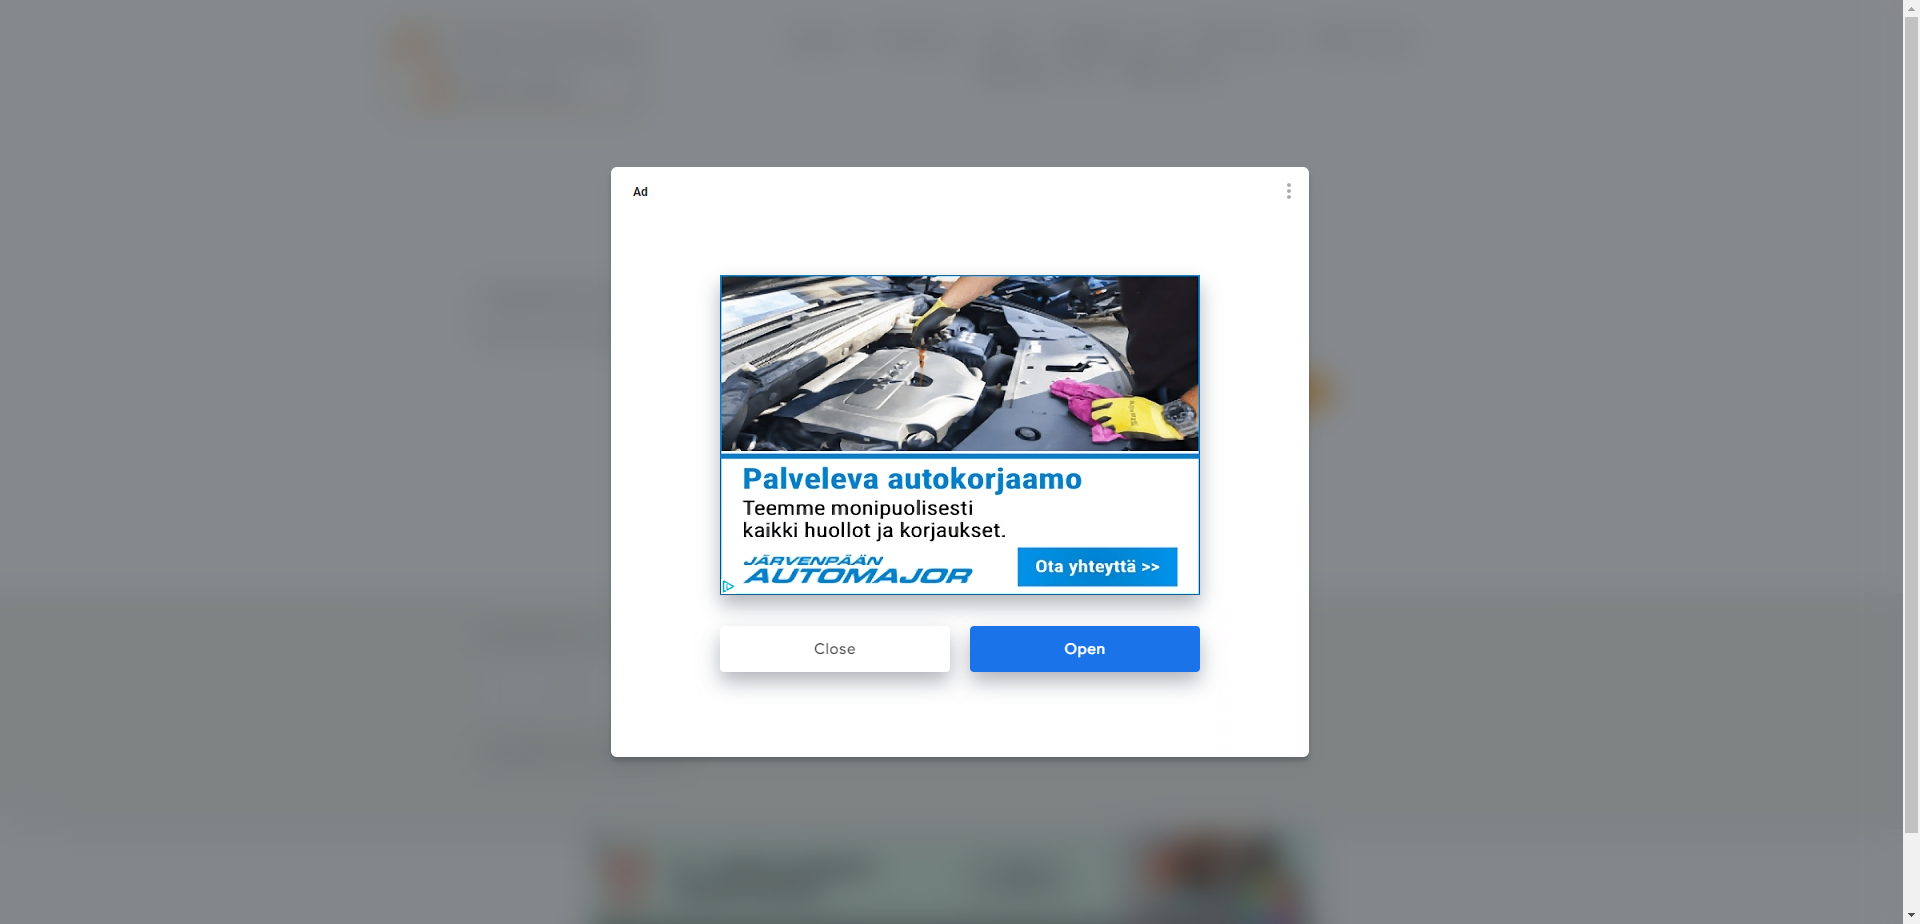 Ad
Palveleva autokorjaamo
Teemme monipuolisesti
kaikki huollot ja korjaukset.
JÄRVENPÄÄN
AUTOMAJOR
Ota yhteyttä >>
Close
Open